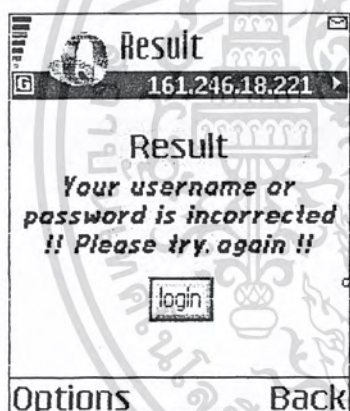 Result
G 161.246.18.221
Result
Your username or
password is incorrected
!! Please try. again !!
login
Options Back